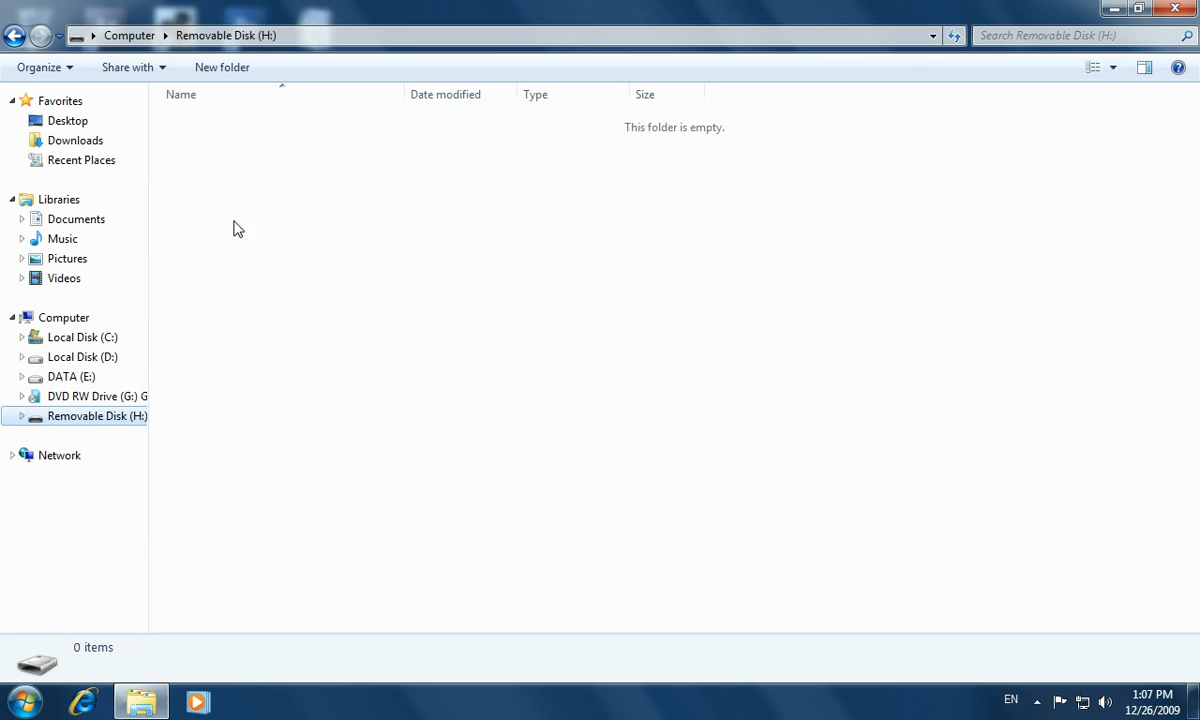 Computer Removable Disk (H:) Search Removable Disk (H:)
Organize Share with New folder
Name Date modified Type Size
This folder is empty.
Favorites
Desktop
Downloads
Recent Places
Libraries
Documents
Music
Pictures
Videos
Computer
Local Disk (C:)
Local Disk (D:)
DATA (E:)
DVD RW Drive (G:) G
Removable Disk (H:)
Network
0 items
EN 1:07 PM
12/26/2009